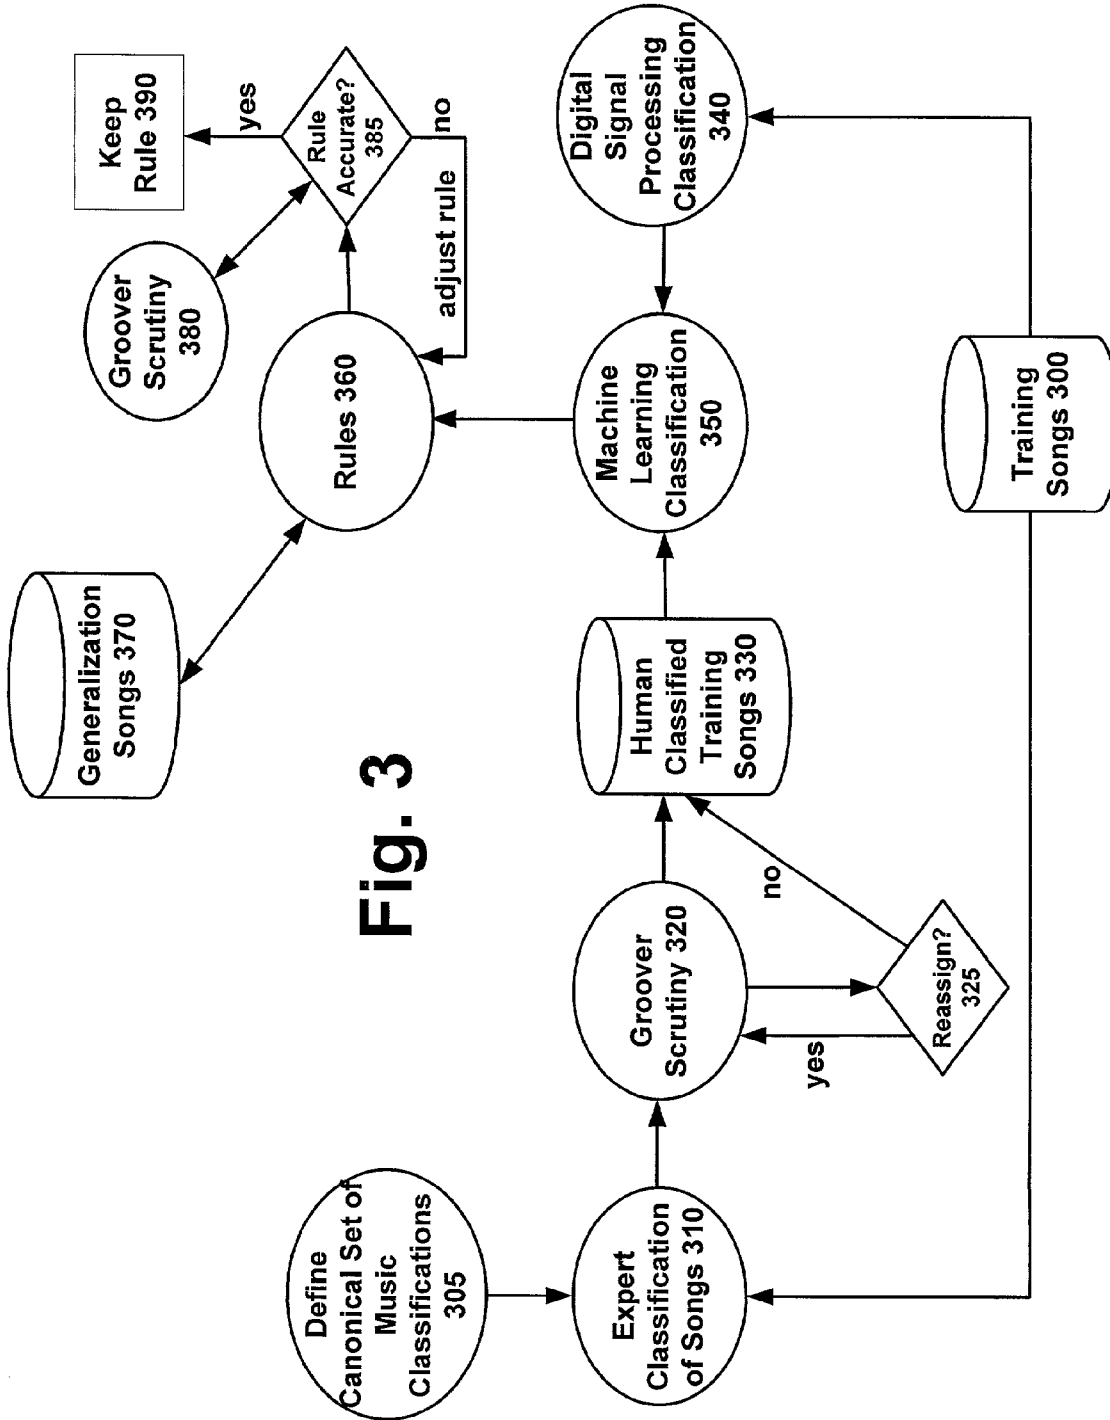 Generalization
Songs 370
Groover
Scrutiny
380
Keep
Rule 390
yes
Rule
Accurate?
385
no
adjust rule
Rules 360
Fig. 3
Define
Canonical Set of
Music
Classifications
305
Expert
Classification
of Songs 310
Groover
Scrutiny 320
yes
Reassign?
325
no
Human
Classified
Training
Songs 330
Machine
Learning
Classification
350
Digital
Signal
Processing
Classification
340
Training
Songs 300